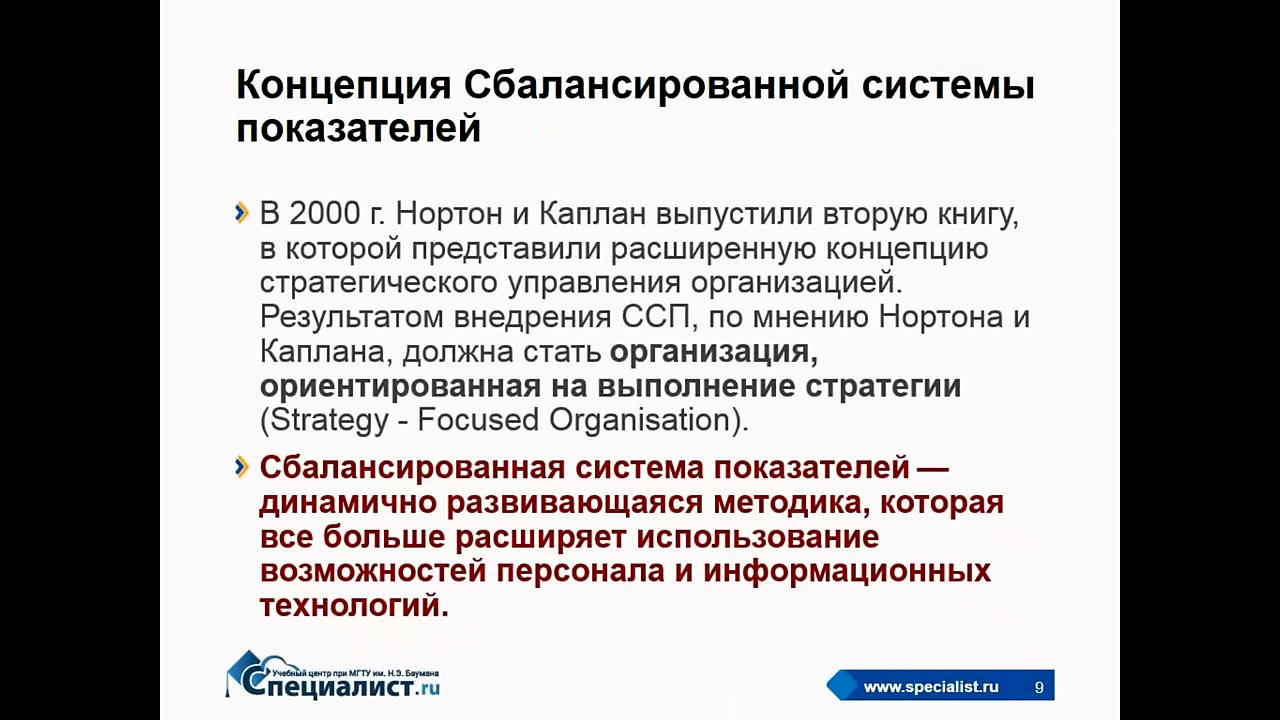 Концепция Сбалансированной системы
показателей
В 2000 г. Нортон и Каплан выпустили вторую книгу,
в которой представили расширенную концепцию
стратегического управления организацией.
Результатом внедрения ССП, по мнению Нортона и
Каплана, должна стать организация,
ориентированная на выполнение стратегии
(Strategy - Focused Organisation).
Сбалансированная система показателей —
динамично развивающаяся методика, которая
все больше расширяет использование
возможностей персонала и информационных
технологий.
Учебный центр при МГТУ им. Н.Э. Баумана
Специалист.ru
www.specialist.ru 9